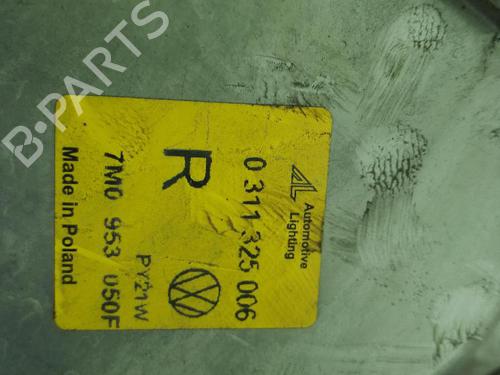 Automotive
Lighting
0 311 325 006
R
PY21W
7M0 953 050F
Made in Poland
B-PARTS